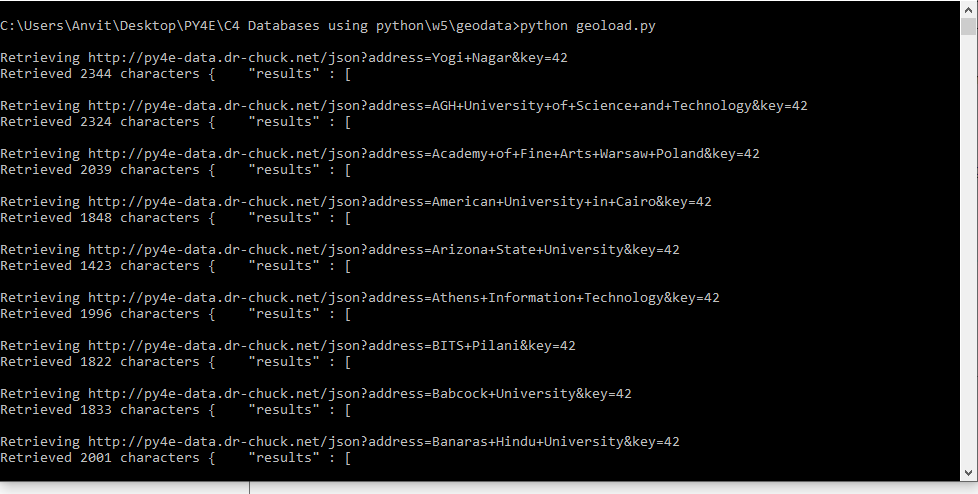 C:\Users\Anvit\Desktop\PY4E\C4 Databases using python\w5\geodata>python geoload.py
Retrieving http://py4e-data.dr-chuck.net/json?address=Yogi+Nagar&key=42
Retrieved 2344 characters {    "results" : [
Retrieving http://py4e-data.dr-chuck.net/json?address=AGH+University+of+Science+and+Technology&key=42
Retrieved 2324 characters {    "results" : [
Retrieving http://py4e-data.dr-chuck.net/json?address=Academy+of+Fine+Arts+Warsaw+Poland&key=42
Retrieved 2039 characters {    "results" : [
Retrieving http://py4e-data.dr-chuck.net/json?address=American+University+in+Cairo&key=42
Retrieved 1848 characters {    "results" : [
Retrieving http://py4e-data.dr-chuck.net/json?address=Arizona+State+University&key=42
Retrieved 1423 characters {    "results" : [
Retrieving http://py4e-data.dr-chuck.net/json?address=Athens+Information+Technology&key=42
Retrieved 1996 characters {    "results" : [
Retrieving http://py4e-data.dr-chuck.net/json?address=BITS+Pilani&key=42
Retrieved 1822 characters {    "results" : [
Retrieving http://py4e-data.dr-chuck.net/json?address=Babcock+University&key=42
Retrieved 1833 characters {    "results" : [
Retrieving http://py4e-data.dr-chuck.net/json?address=Banaras+Hindu+University&key=42
Retrieved 2001 characters {    "results" : [